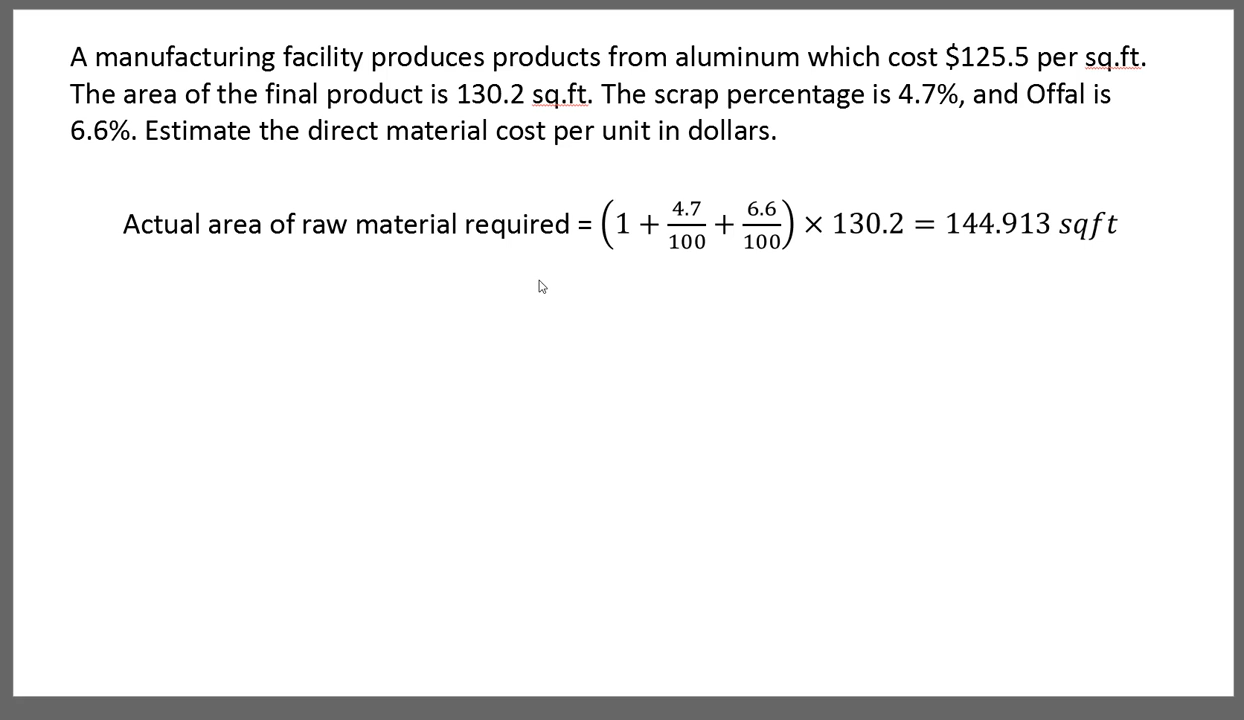 A manufacturing facility produces products from aluminum which cost $125.5 per sq.ft.
The area of the final product is 130.2 sq.ft. The scrap percentage is 4.7%, and Offal is
6.6%. Estimate the direct material cost per unit in dollars.
Actual area of raw material required = (1 + 4.7/100 + 6.6/100) × 130.2 = 144.913 sqft